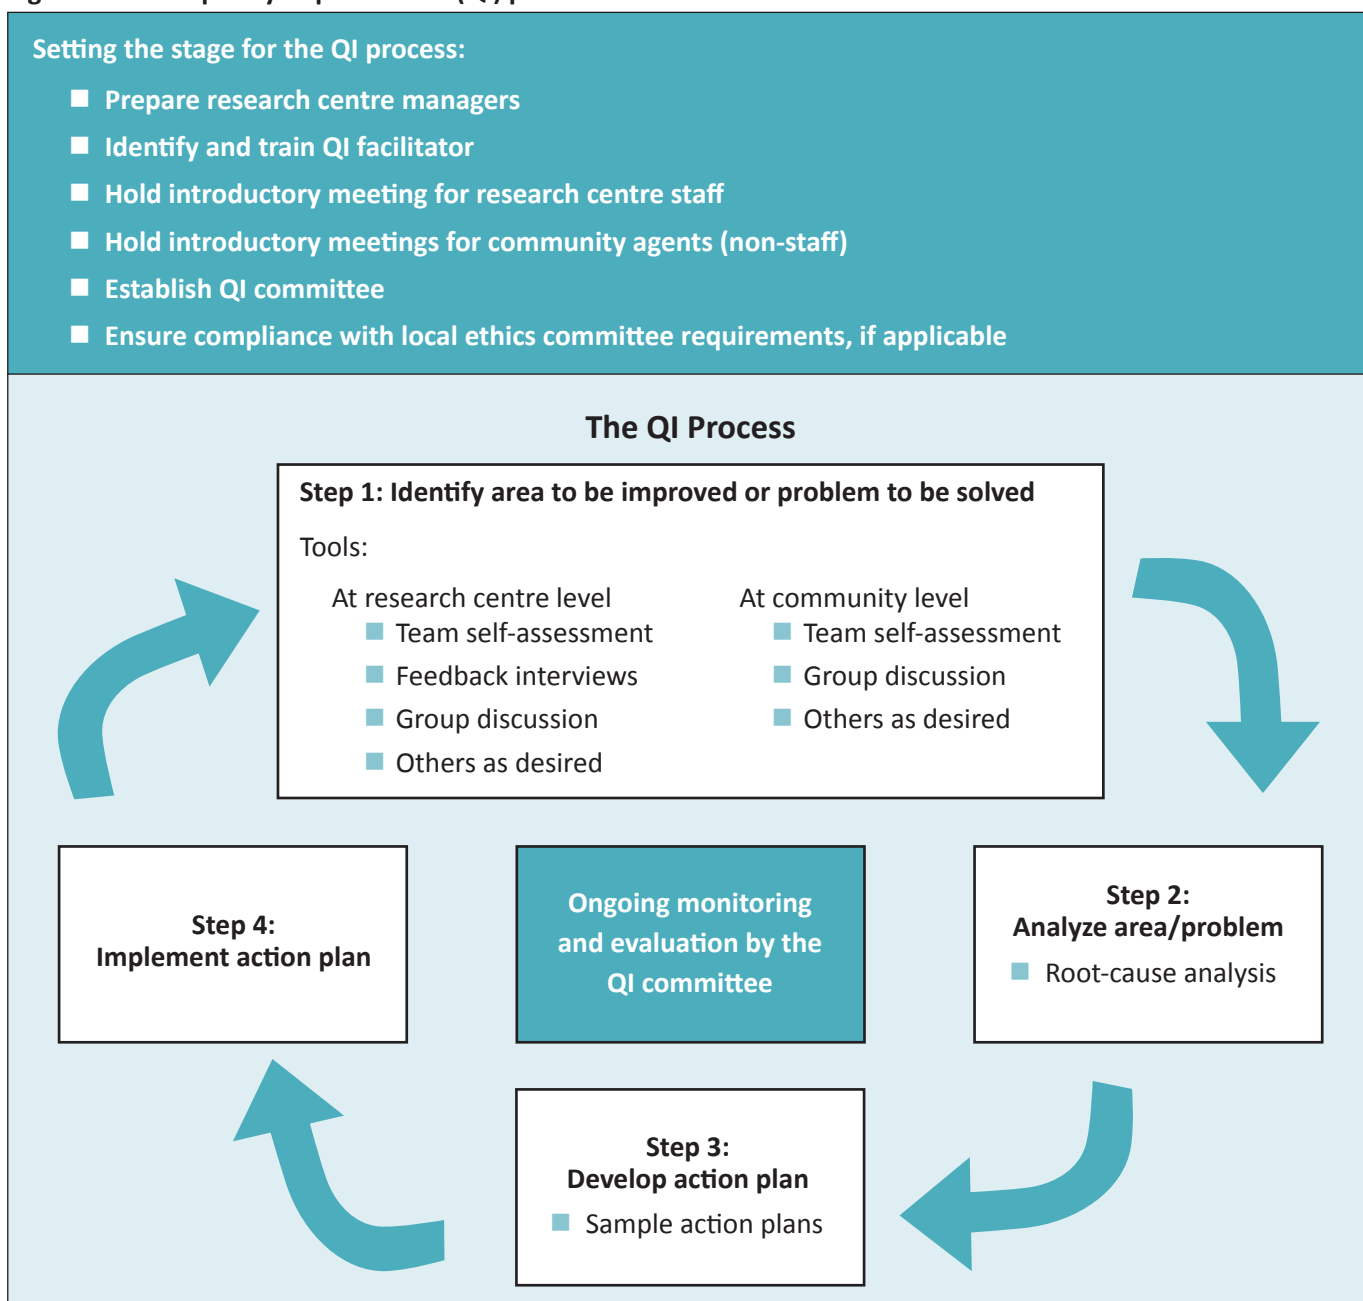 Setting the stage for the QI process:
Prepare research centre managers
Identify and train QI facilitator
Hold introductory meeting for research centre staff
Hold introductory meetings for community agents (non-staff)
Establish QI committee
Ensure compliance with local ethics committee requirements, if applicable
The QI Process
Step 1: Identify area to be improved or problem to be solved
Tools:
At research centre level
Team self-assessment
Feedback interviews
Group discussion
Others as desired
At community level
Team self-assessment
Group discussion
Others as desired
Step 4:
Implement action plan
Ongoing monitoring
and evaluation by the
QI committee
Step 2:
Analyze area/problem
Root-cause analysis
Step 3:
Develop action plan
Sample action plans